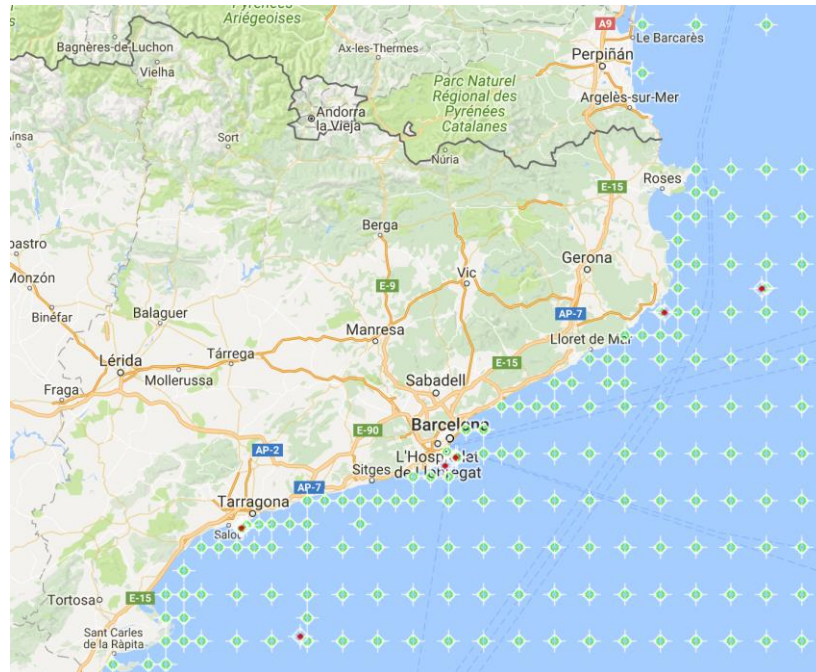 Pyrénées
Ariégeoises
Bagnères-de-Luchon
Vielha
Ax-les-Thermes
A9
Le Barcarès
Perpiñán
Parc Naturel
Régional des
Pyrénées
Catalanes
Argelès-sur-Mer
Andorra
la Vieja
Aínsa
Sort
Núria
E-15
Roses
Berga
bastro
Monzón
Vic
Gerona
E-9
Binéfar
Balaguer
AP-7
Manresa
Lloret de Mar
Lérida
Tárrega
Mollerussa
E-15
Fraga
Sabadell
E-90
Barcelona
AP-2
L'Hospitalet
de Llobregat
Sitges
AP-7
Tarragona
Salou
Tortosa
E-15
Sant Carles
de la Ràpita